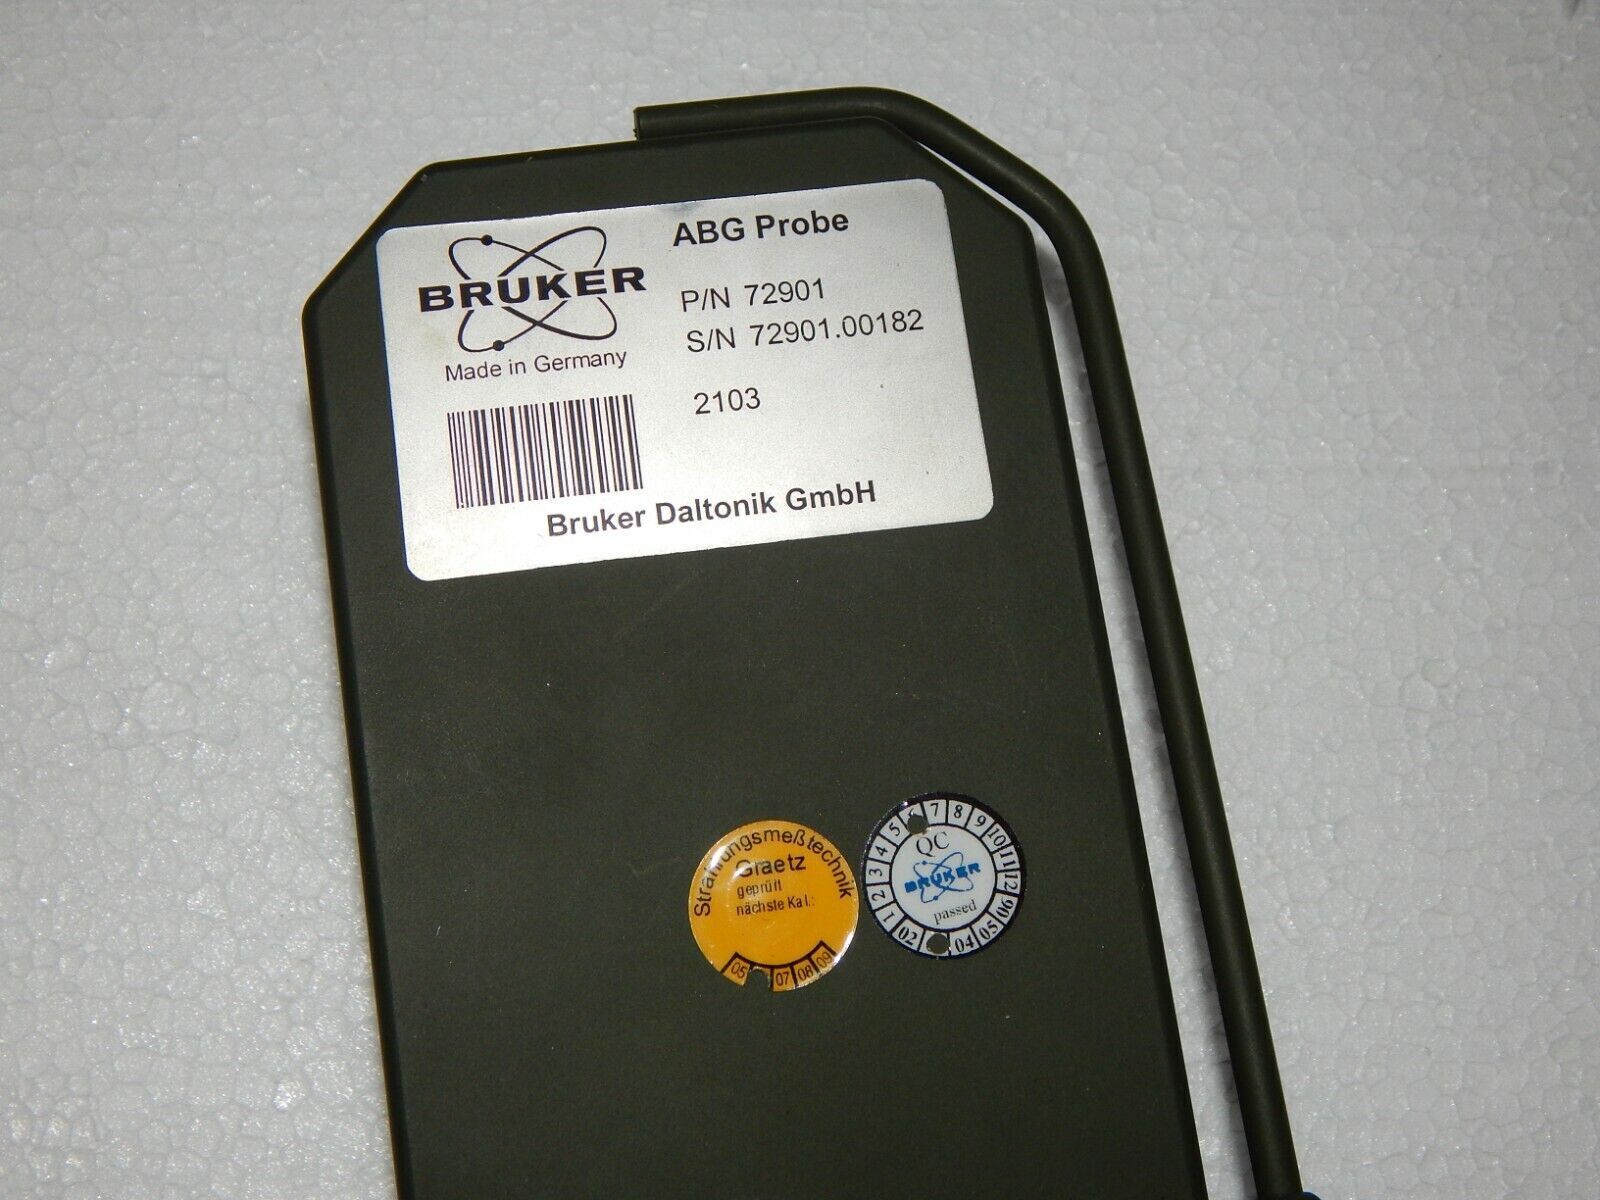 BRUKER
Made in Germany
ABG Probe
P/N 72901
S/N 72901.00182
2103
Bruker Daltonik GmbH
Strahlungsmeßtechnik
Graetz
geprüft
nächste Kal.:
05 07 08 09
1 2 3 4 5 6 7 8 9 10 11 12
QC
BRUKER
passed
02 04 05 06